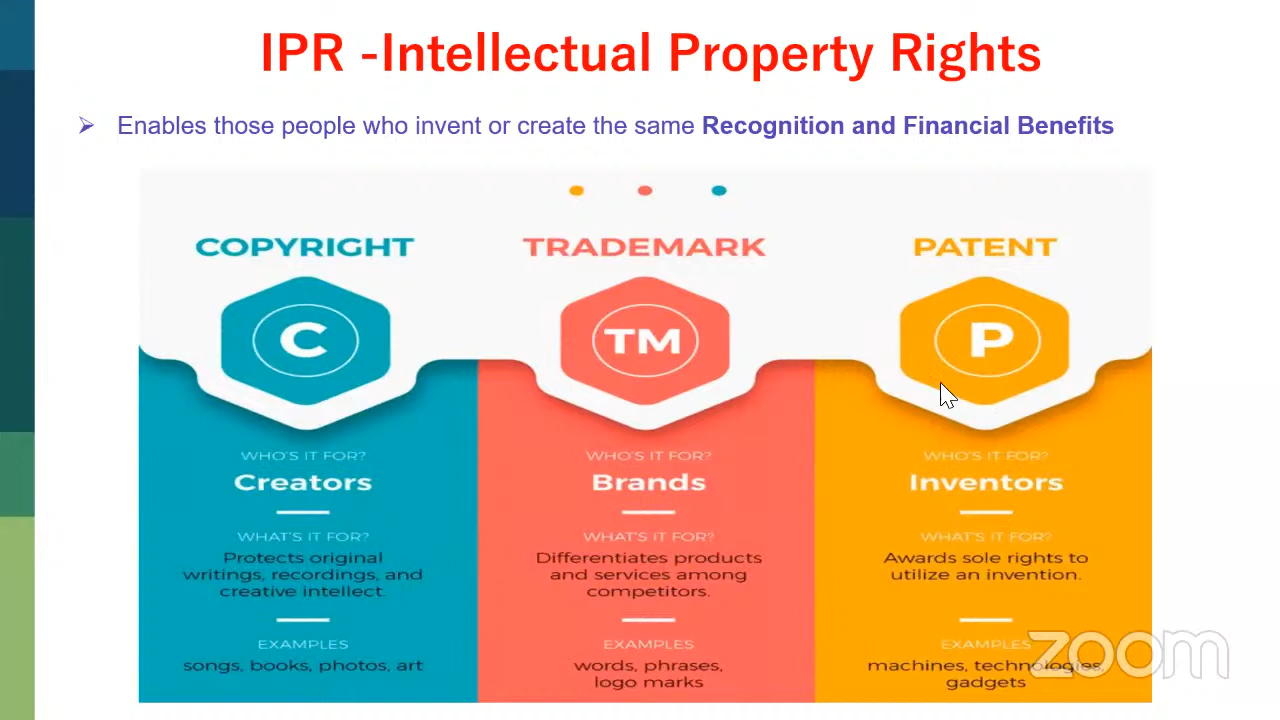 IPR -Intellectual Property Rights
Enables those people who invent or create the same Recognition and Financial Benefits
COPYRIGHT
C
WHO'S IT FOR?
Creators
WHAT'S IT FOR?
Protects original
writings, recordings, and
creative intellect.
EXAMPLES
songs, books, photos, art
TRADEMARK
TM
WHO'S IT FOR?
Brands
WHAT'S IT FOR?
Differentiates products
and services among
competitors.
EXAMPLES
words, phrases,
logo marks
PATENT
P
WHO'S IT FOR?
Inventors
WHAT'S IT FOR?
Awards sole rights to
utilize an invention.
EXAMPLES
machines, technologies,
gadgets
zoom